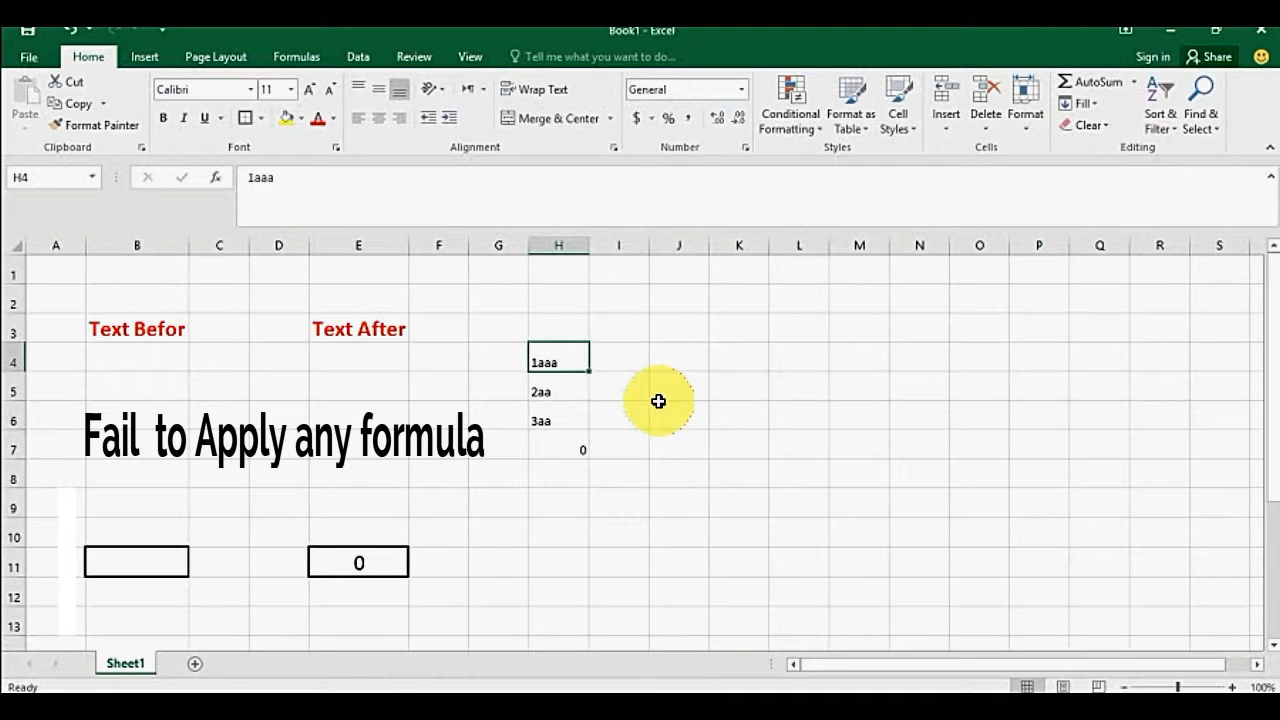 Book1 - Excel
File Home Insert Page Layout Formulas Data Review View Tell me what you want to do... Sign in Share
Paste Cut Copy Format Painter
Calibri 11
B I U
Wrap Text
Merge & Center
General
$ % ,
Conditional Formatting Format as Table Cell Styles
Insert Delete Format
AutoSum Fill Clear
Sort & Filter Find & Select
Clipboard Font Alignment Number Styles Cells Editing
H4 fx 1aaa
A B C D E F G H I J K L M N O P Q R S
1
2
3 Text Befor Text After
4 1aaa
5 2aa
6 3aa
Fail to Apply any formula
7 0
8
9
10
11 0
12
13
Sheet1
Ready 100%